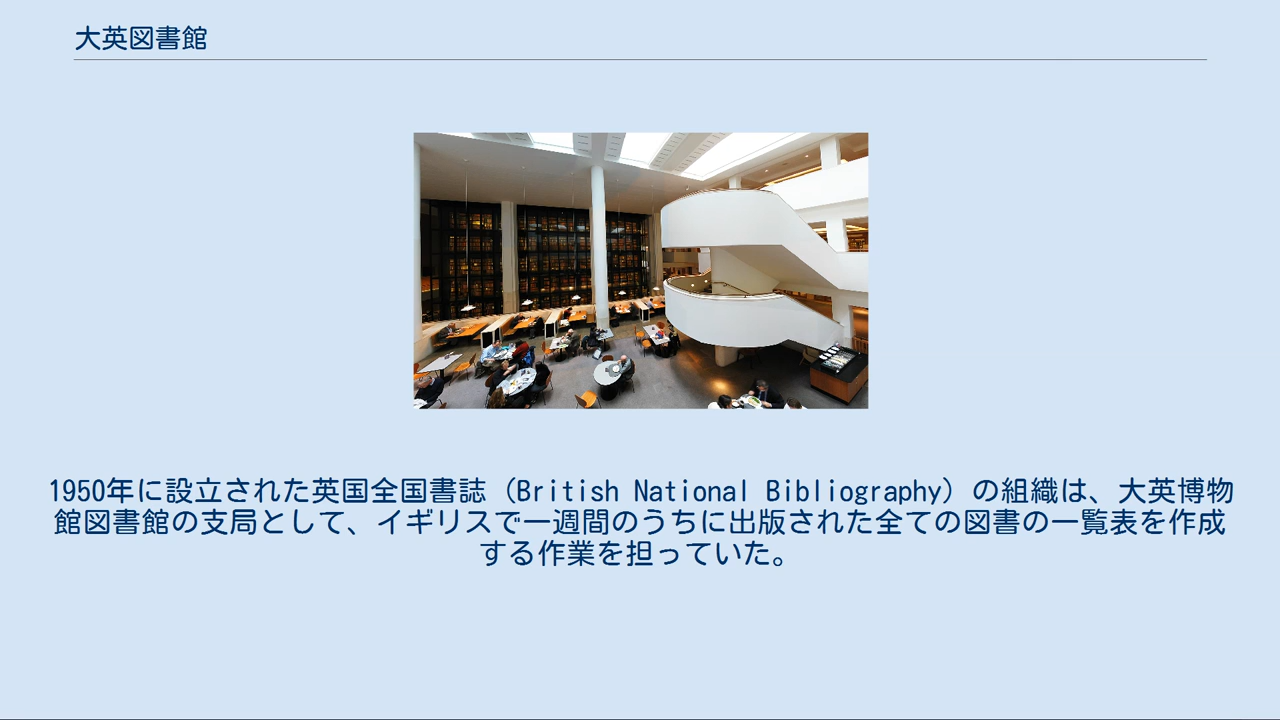 大英図書館
1950年に設立された英国全国書誌（British National Bibliography）の組織は、大英博物
館図書館の支局として、イギリスで一週間のうちに出版された全ての図書の一覧表を作成
する作業を担っていた。